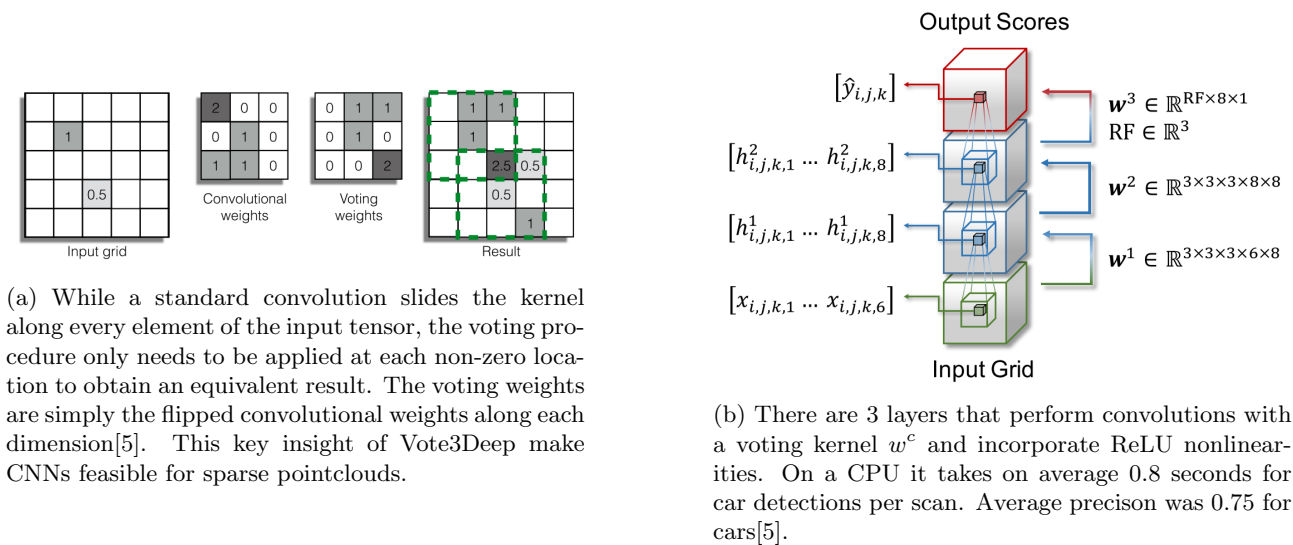 1
0.5
Input grid
2 0 0
0 1 0
1 1 0
Convolutional
weights
0 1 1
0 1 0
0 0 2
Voting
weights
1 1
1
2.5 0.5
0.5
1
Result
(a) While a standard convolution slides the kernel
along every element of the input tensor, the voting pro-
cedure only needs to be applied at each non-zero loca-
tion to obtain an equivalent result. The voting weights
are simply the flipped convolutional weights along each
dimension[5]. This key insight of Vote3Deep make
CNNs feasible for sparse pointclouds.
Output Scores
[ŷ_{i,j,k}]
w³ ∈ ℝ^{RF×8×1}
RF ∈ ℝ³
[h²_{i,j,k,1} … h²_{i,j,k,8}]
w² ∈ ℝ^{3×3×3×8×8}
[h¹_{i,j,k,1} … h¹_{i,j,k,8}]
w¹ ∈ ℝ^{3×3×3×6×8}
[x_{i,j,k,1} … x_{i,j,k,6}]
Input Grid
(b) There are 3 layers that perform convolutions with
a voting kernel w^c and incorporate ReLU nonlinear-
ities. On a CPU it takes on average 0.8 seconds for
car detections per scan. Average precison was 0.75 for
cars[5].